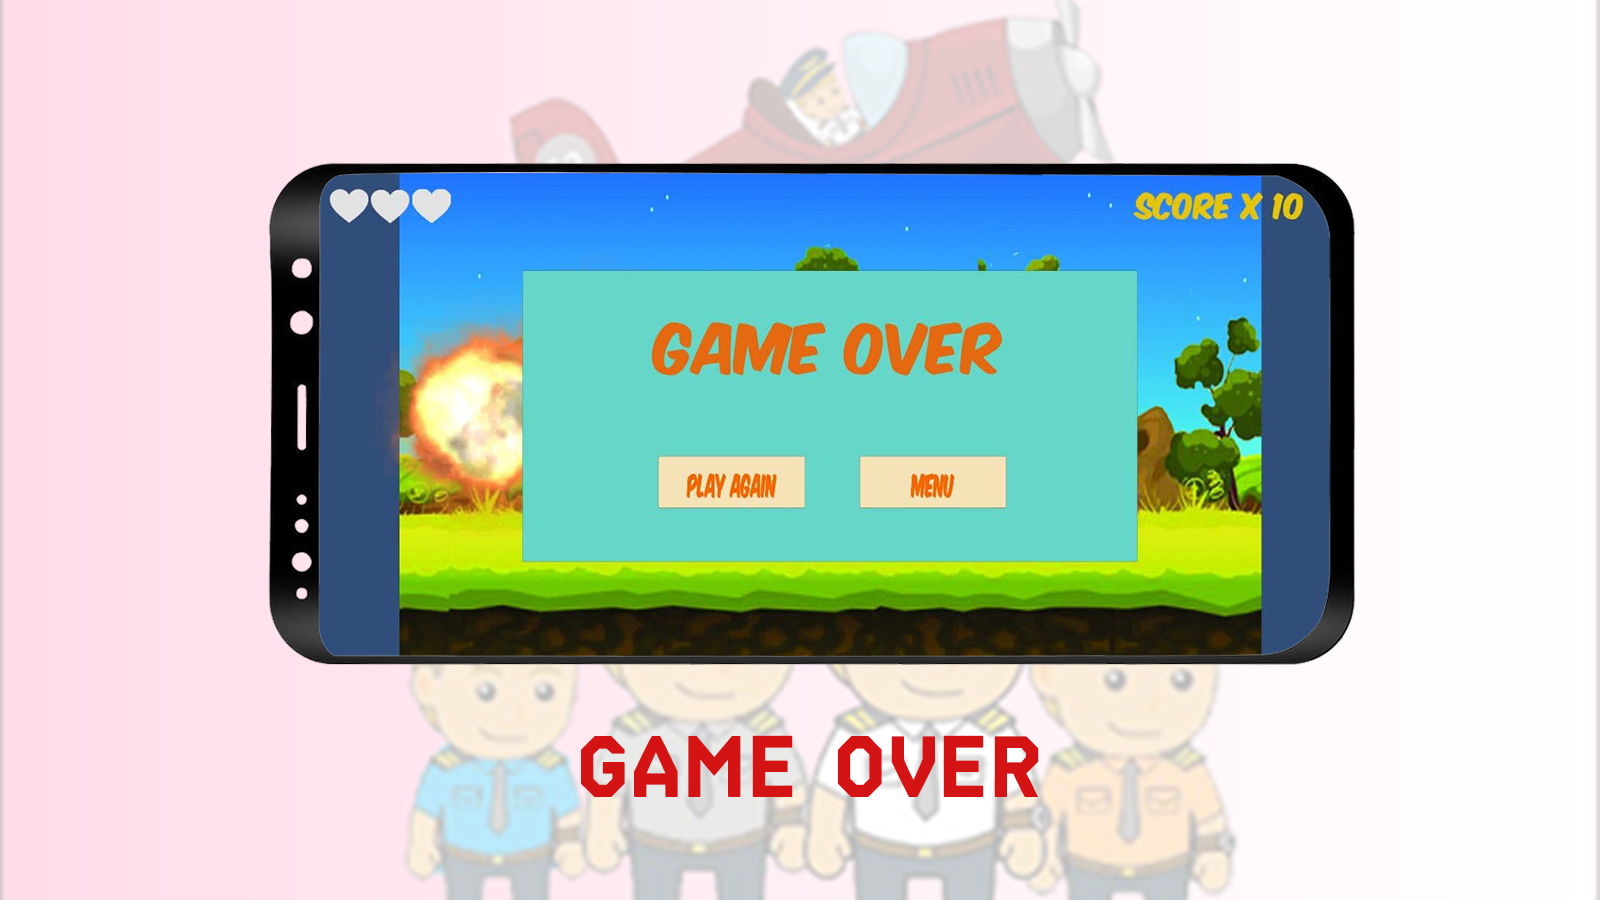 SCORE X 10
GAME OVER
PLAY AGAIN
MENU
GAME OVER